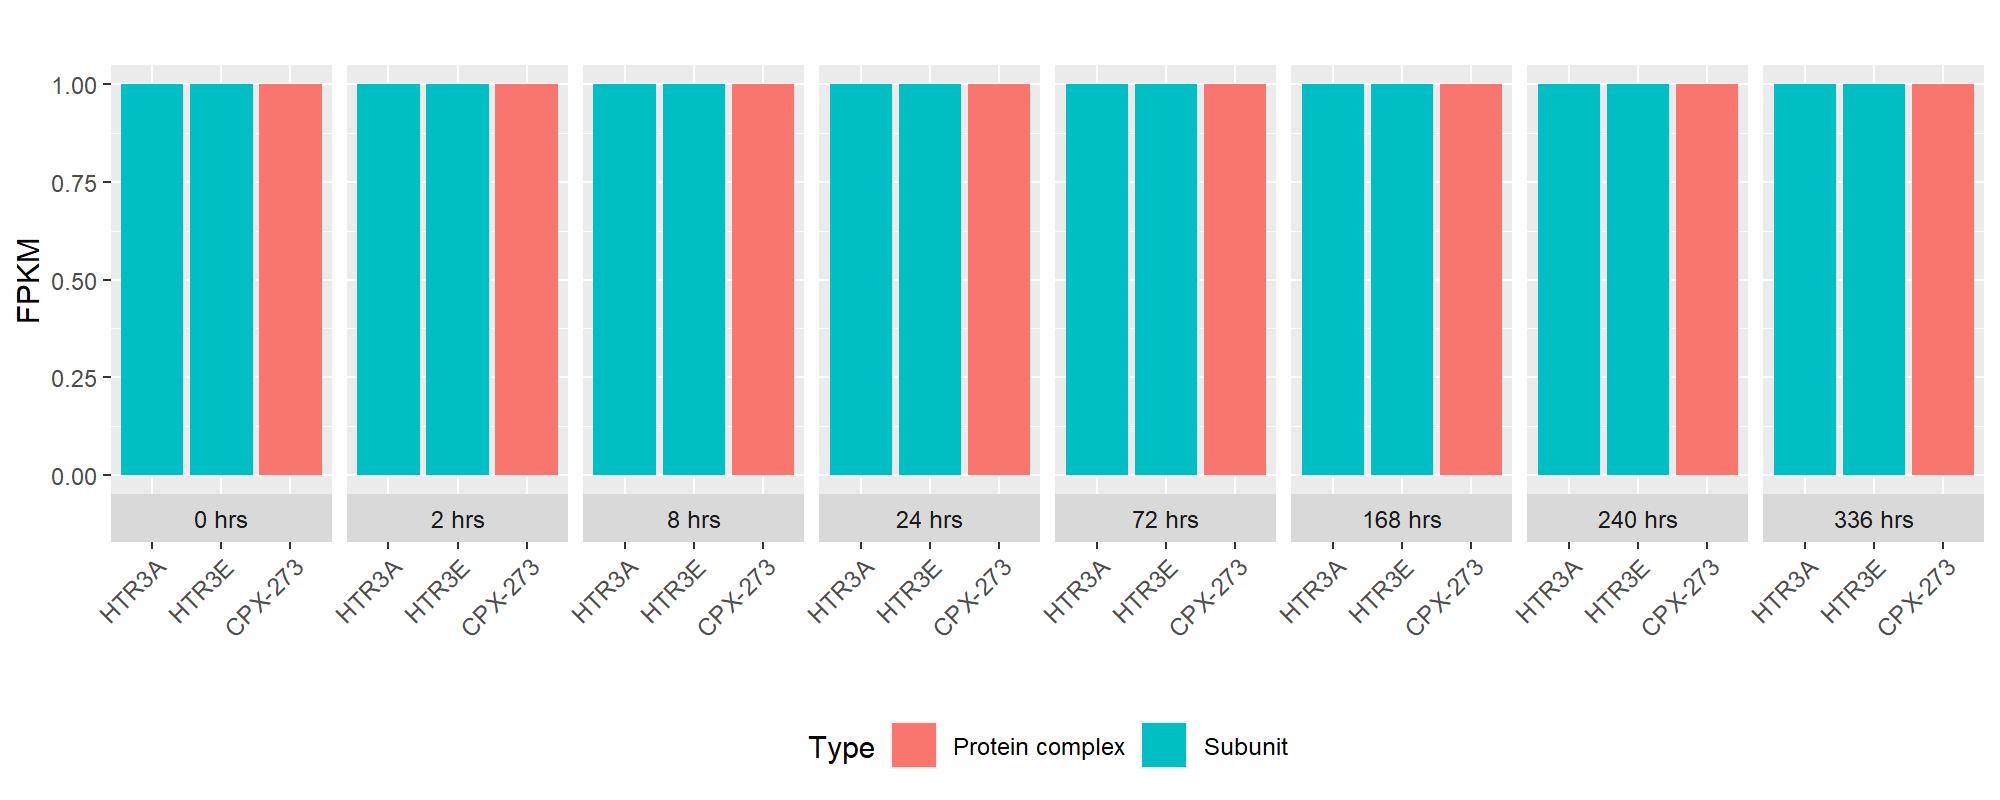 FPKM
1.00
0.75
0.50
0.25
0.00
0 hrs 2 hrs 8 hrs 24 hrs 72 hrs 168 hrs 240 hrs 336 hrs
HTR3A HTR3E CPX-273 HTR3A HTR3E CPX-273 HTR3A HTR3E CPX-273 HTR3A HTR3E CPX-273 HTR3A HTR3E CPX-273 HTR3A HTR3E CPX-273 HTR3A HTR3E CPX-273 HTR3A HTR3E CPX-273
Type Protein complex Subunit